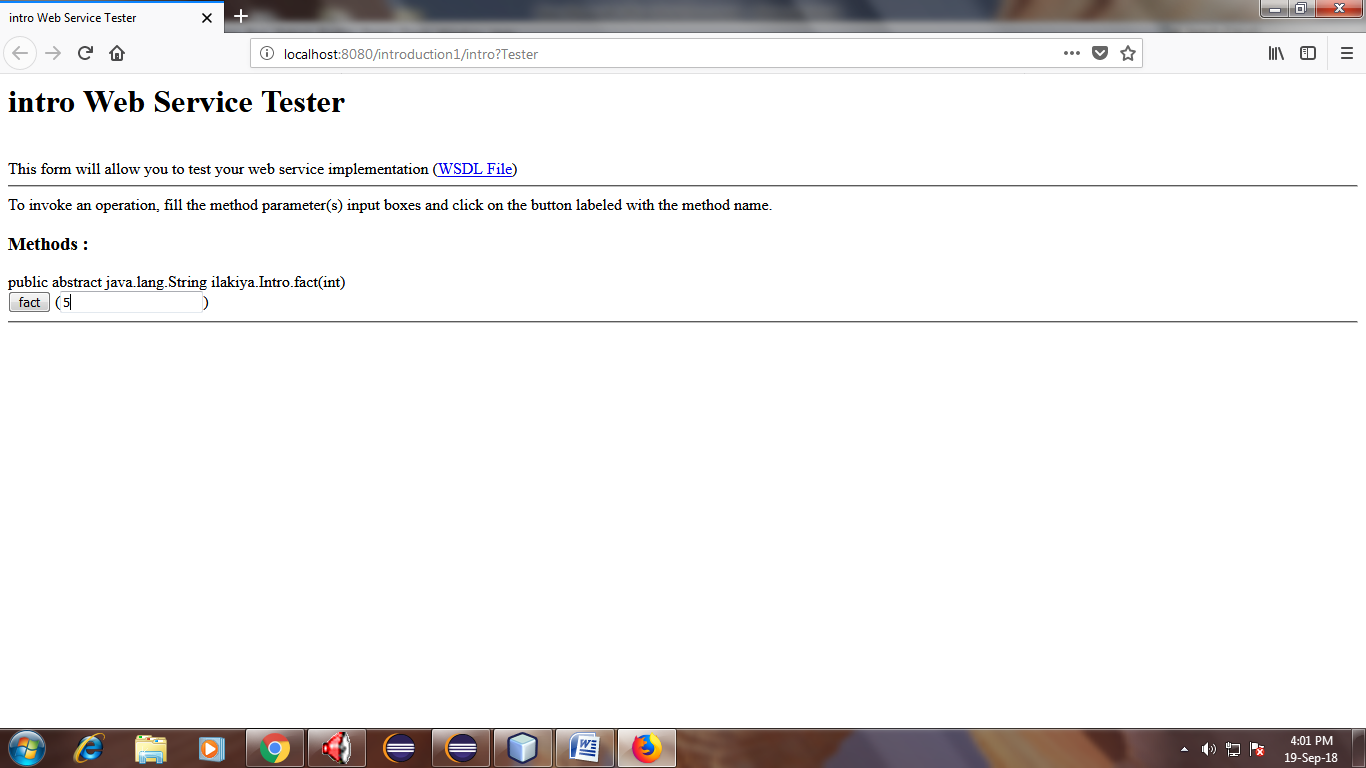 intro Web Service Tester
localhost:8080/introduction1/intro?Tester
intro Web Service Tester
This form will allow you to test your web service implementation (WSDL File)
To invoke an operation, fill the method parameter(s) input boxes and click on the button labeled with the method name.
Methods :
public abstract java.lang.String ilakiya.Intro.fact(int)
fact (5)
4:01 PM
19-Sep-18